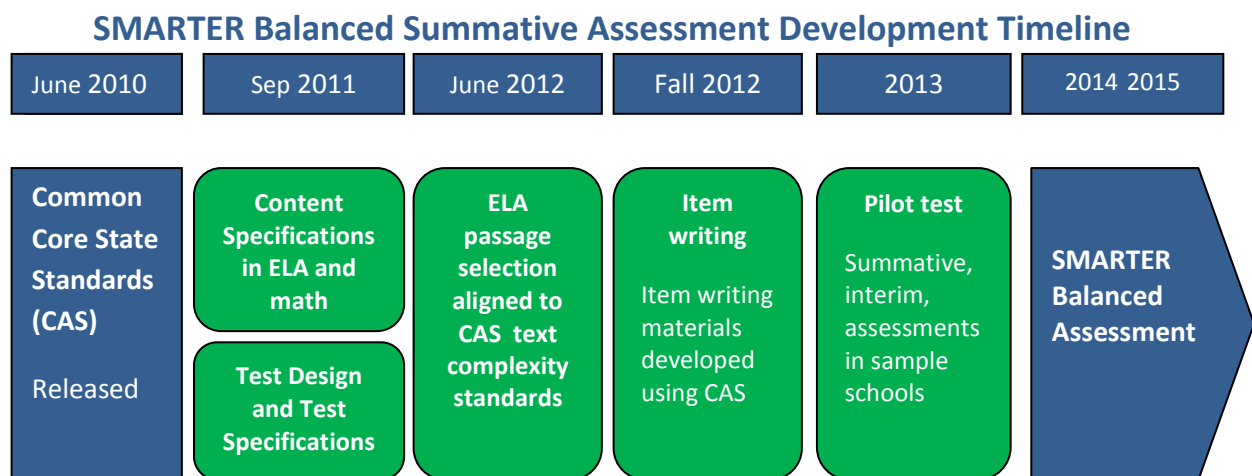 SMARTER Balanced Summative Assessment Development Timeline
June 2010
Sep 2011
June 2012
Fall 2012
2013
2014 2015
Common
Core State
Standards
(CAS)
Released
Content
Specifications
in ELA and
math
Test Design
and Test
Specifications
ELA
passage
selection
aligned to
CAS text
complexity
standards
Item
writing
Item writing
materials
developed
using CAS
Pilot test
Summative,
interim,
assessments
in sample
schools
SMARTER
Balanced
Assessment